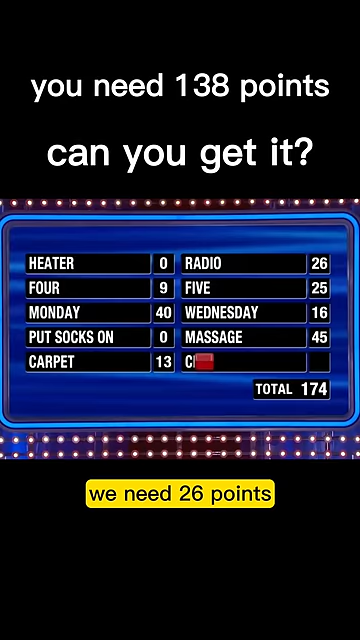 you need 138 points
can you get it?
HEATER 0 RADIO 26
FOUR 9 FIVE 25
MONDAY 40 WEDNESDAY 16
PUT SOCKS ON 0 MASSAGE 45
CARPET 13
TOTAL 174
we need 26 points